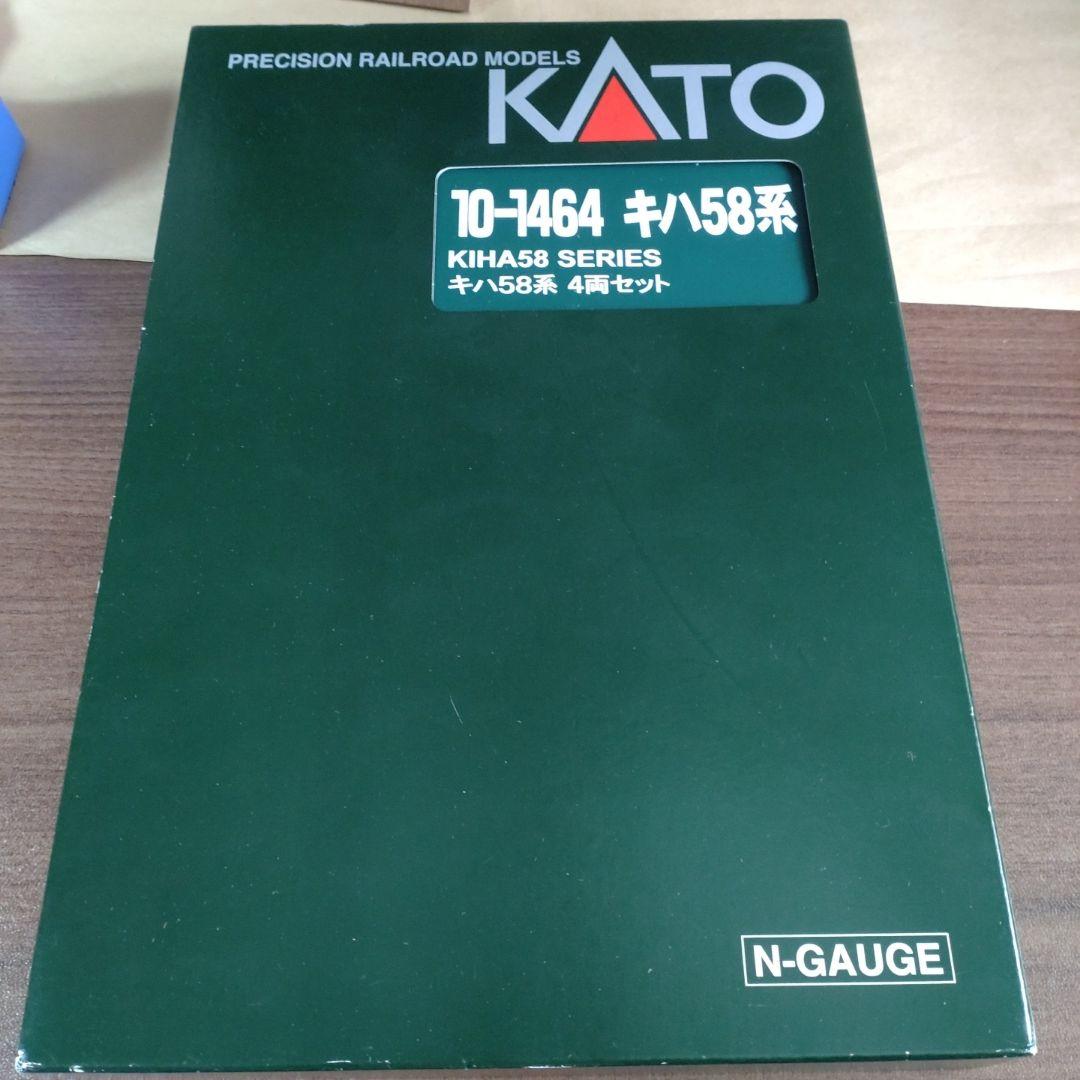 PRECISION RAILROAD MODELS
KATO
10-1464 キハ58系
KIHA58 SERIES
キハ58系 4両セット
N-GAUGE